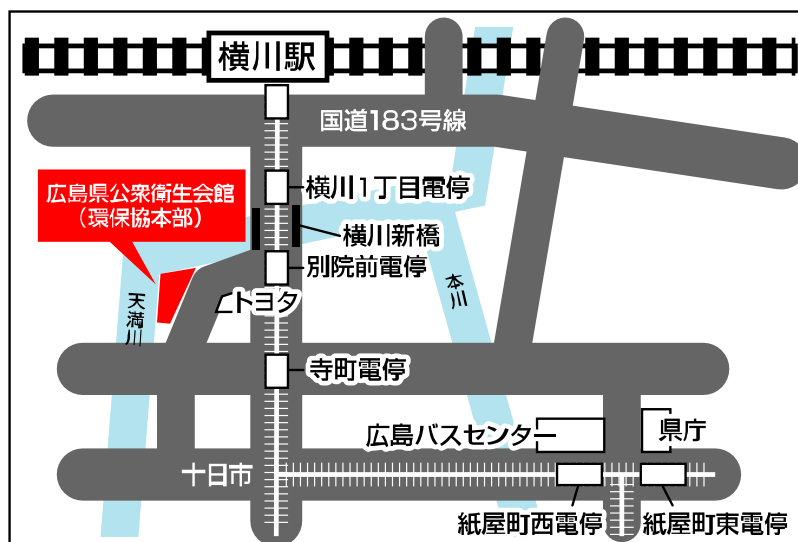 横川駅
国道183号線
横川1丁目電停
広島県公衆衛生会館
（環保協本部）
横川新橋
別院前電停
トヨタ
天満川
本川
寺町電停
広島バスセンター
県庁
十日市
紙屋町西電停
紙屋町東電停